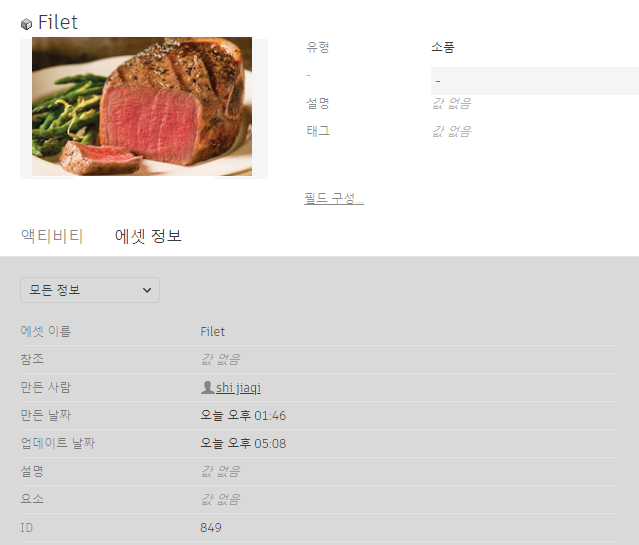 Filet
유형 소품
- -
설명 값 없음
태그 값 없음
필드 구성...
액티비티 에셋 정보
모든 정보
에셋 이름 Filet
참조 값 없음
만든 사람 shi jiaqi
만든 날짜 오늘 오후 01:46
업데이트 날짜 오늘 오후 05:08
설명 값 없음
요소 값 없음
ID 849